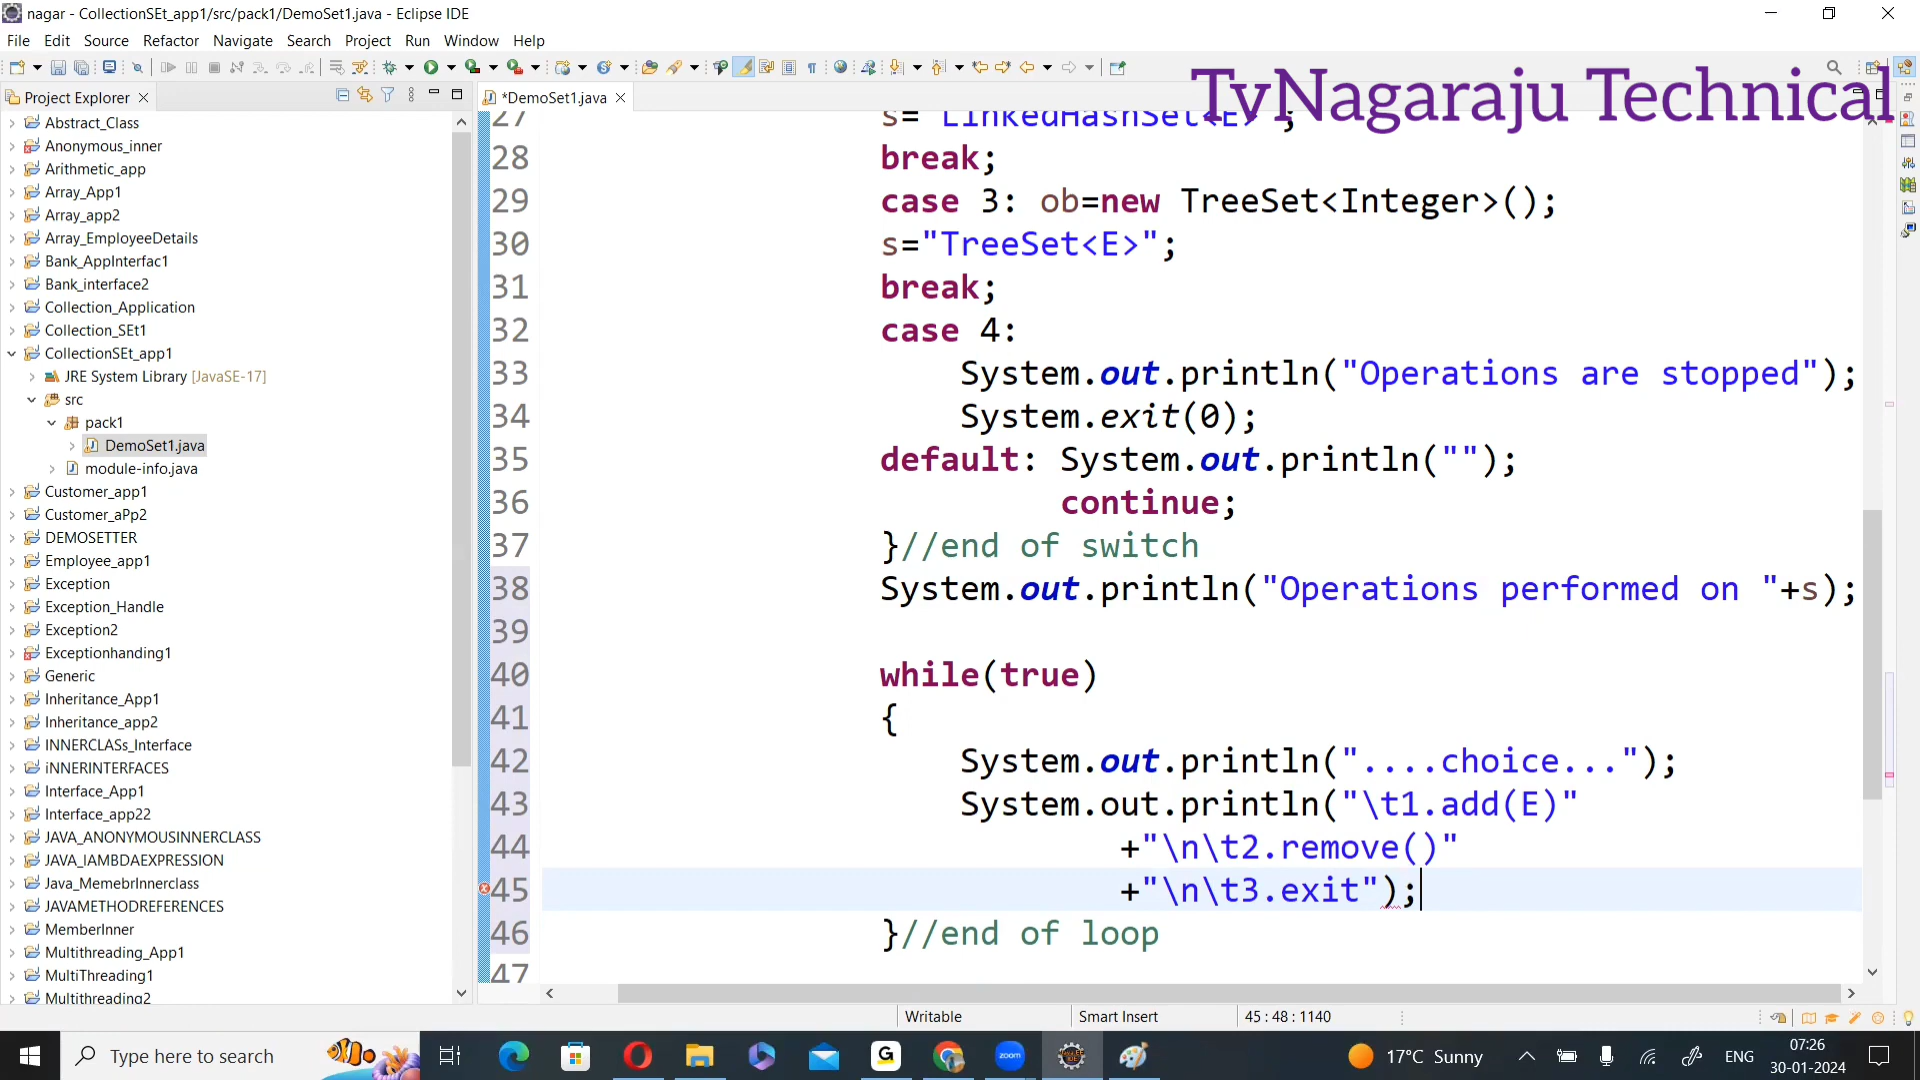 nagar - CollectionSEt_app1/src/pack1/DemoSet1.java - Eclipse IDE
File Edit Source Refactor Navigate Search Project Run Window Help
TvNagaraju Technical
Project Explorer
*DemoSet1.java
Abstract_Class
Anonymous_inner
Arithmetic_app
Array_App1
Array_app2
Array_EmployeeDetails
Bank_AppInterfac1
Bank_interface2
Collection_Application
Collection_SEt1
CollectionSEt_app1
JRE System Library [JavaSE-17]
src
pack1
DemoSet1.java
module-info.java
Customer_app1
Customer_aPp2
DEMOSETTER
Employee_app1
Exception
Exception_Handle
Exception2
Exceptionhanding1
Generic
Inheritance_App1
Inheritance_app2
INNERCLASs_Interface
iNNERINTERFACES
Interface_App1
Interface_app22
JAVA_ANONYMOUSINNERCLASS
JAVA_lAMBDAEXPRESSION
Java_MemebrInnerclass
JAVAMETHODREFERENCES
MemberInner
Multithreading_App1
MultiThreading1
Multithreading2
27 s="LinkedHashSet<E>";
28 break;
29 case 3: ob=new TreeSet<Integer>();
30 s="TreeSet<E>";
31 break;
32 case 4:
33 System.out.println("Operations are stopped");
34 System.exit(0);
35 default: System.out.println("");
36 continue;
37 }//end of switch
38 System.out.println("Operations performed on "+s);
39
40 while(true)
41 {
42 System.out.println("....choice...");
43 System.out.println("\t1.add(E)"
44 +"\n\t2.remove()"
45 +"\n\t3.exit");
46 }//end of loop
47
Writable Smart Insert 45 : 48 : 1140
Type here to search
zoom
17°C Sunny
ENG
07:26
30-01-2024